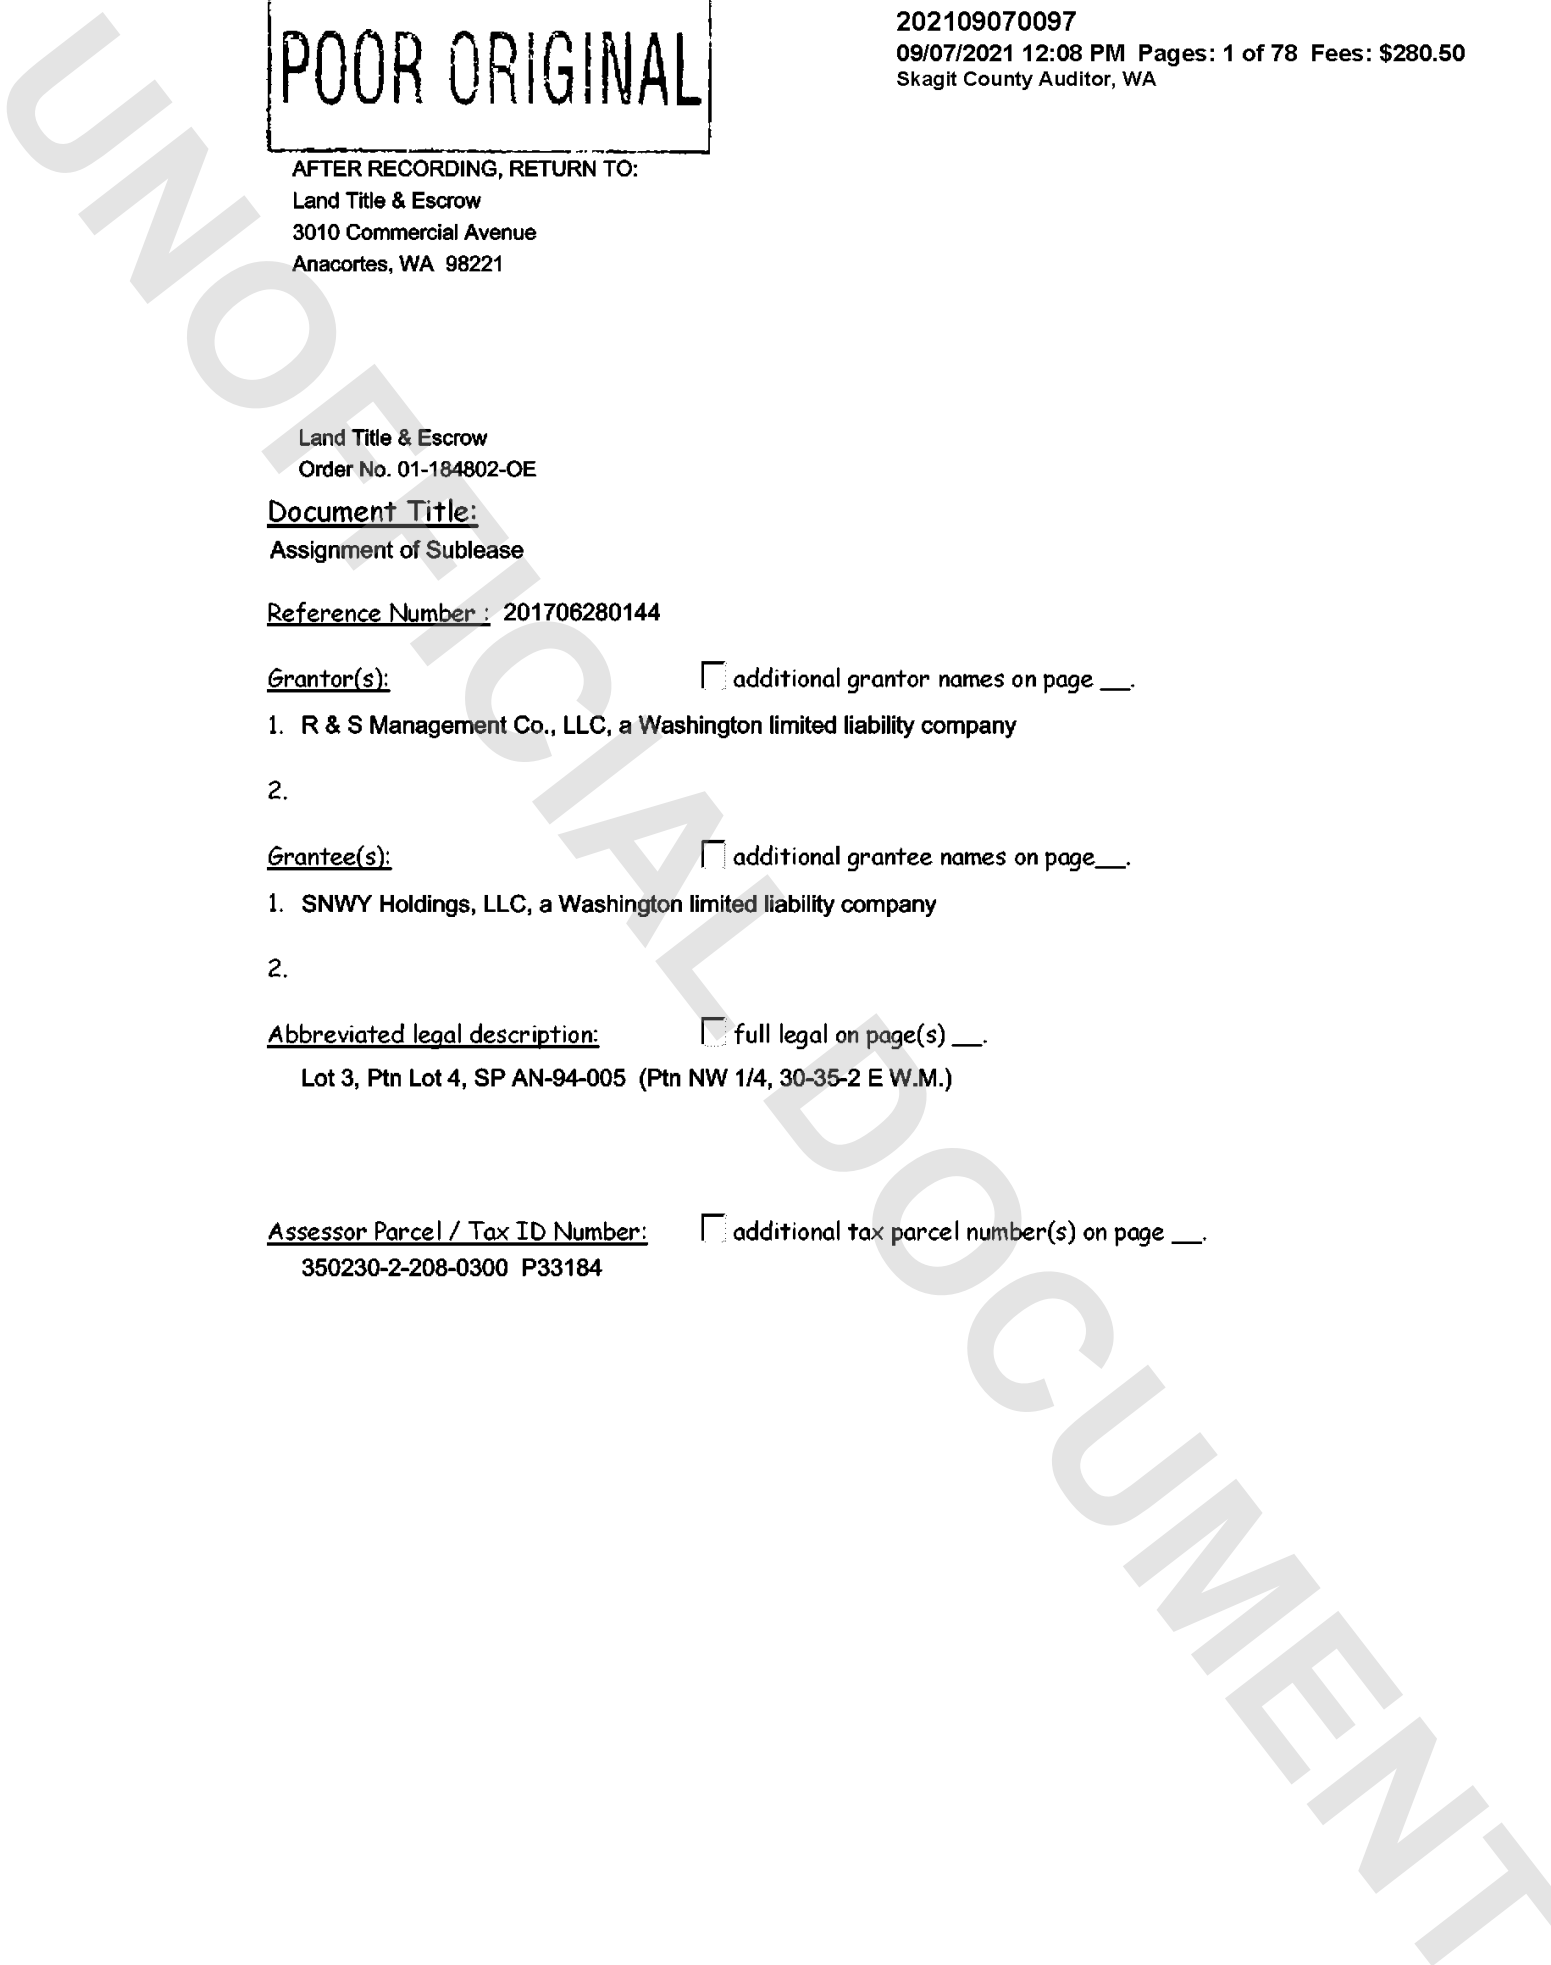 POOR ORIGINAL
202109070097
09/07/2021 12:08 PM Pages: 1 of 78 Fees: $280.50
Skagit County Auditor, WA
AFTER RECORDING, RETURN TO:
Land Title & Escrow
3010 Commercial Avenue
Anacortes, WA 98221
Land Title & Escrow
Order No. 01-184802-OE
Document Title:
Assignment of Sublease
Reference Number : 201706280144
Grantor(s): additional grantor names on page __.
1. R & S Management Co., LLC, a Washington limited liability company
2.
Grantee(s): additional grantee names on page__.
1. SNWY Holdings, LLC, a Washington limited liability company
2.
Abbreviated legal description: full legal on page(s) __.
Lot 3, Ptn Lot 4, SP AN-94-005 (Ptn NW 1/4, 30-35-2 E W.M.)
Assessor Parcel / Tax ID Number: additional tax parcel number(s) on page __.
350230-2-208-0300 P33184
UNOFFICIAL DOCUMENT